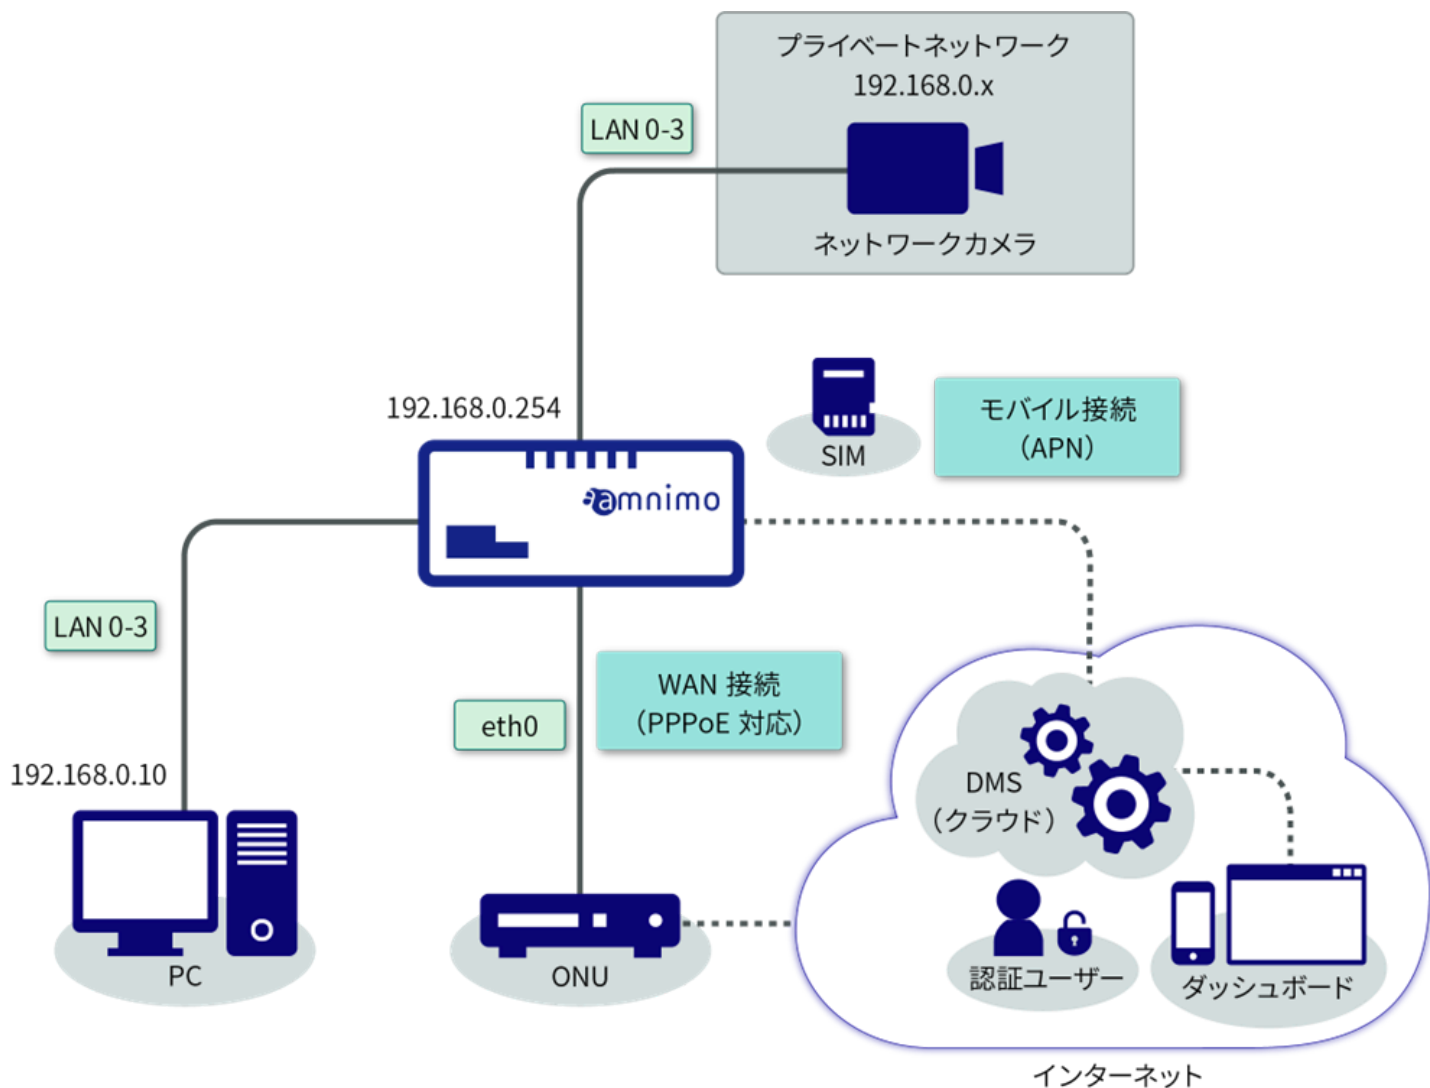 プライベートネットワーク
192.168.0.x
LAN 0-3
ネットワークカメラ
192.168.0.254
SIM
モバイル接続
（APN）
amnimo
LAN 0-3
eth0
WAN 接続
（PPPoE 対応）
192.168.0.10
PC
ONU
DMS
（クラウド）
認証ユーザー
ダッシュボード
インターネット